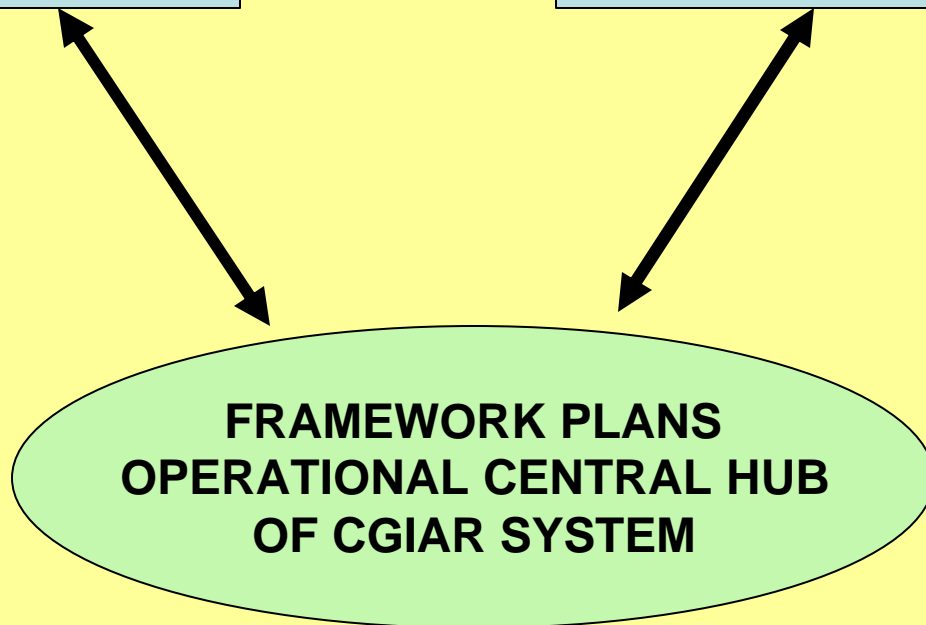 FRAMEWORK PLANS
OPERATIONAL CENTRAL HUB
OF CGIAR SYSTEM